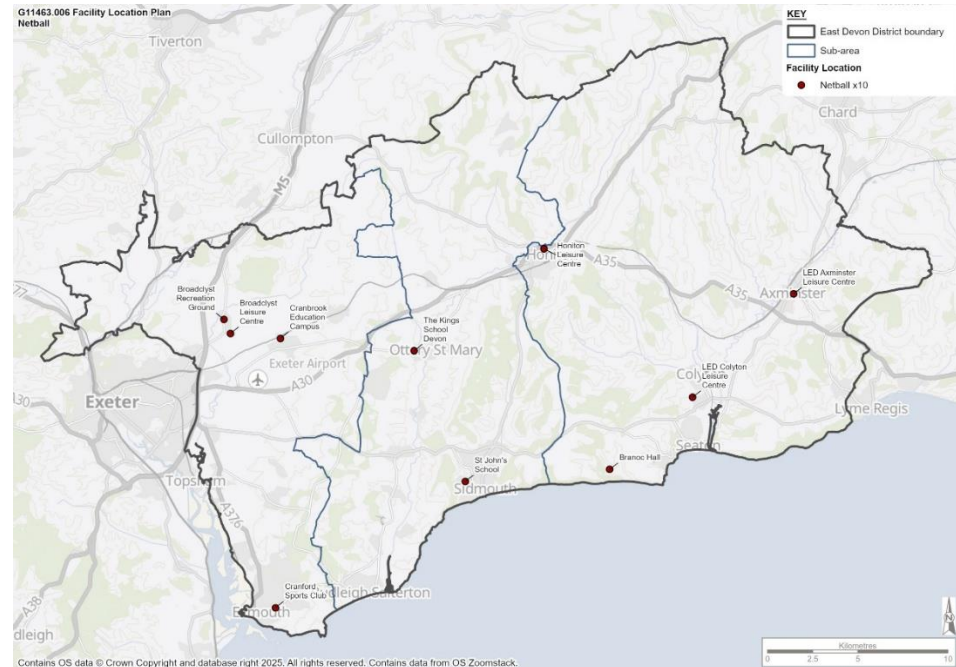 G11463.006 Facility Location Plan
Netball
KEY
East Devon District boundary
Sub-area
Facility Location
Netball x10
Tiverton
Cullompton
Chard
M5
Honiton
Leisure
Centre
A35
LED Axminster
Leisure Centre
A35
Axminster
Broadclyst
Recreation
Ground
Broadclyst
Leisure
Centre
Cranbrook
Education
Campus
The Kings
School
Devon
Ottery St Mary
Exeter Airport
A30
A30
Exeter
LED Colyton
Leisure
Centre
Lyme Regis
Seaton
Branoc Hall
St John's
School
Sidmouth
Topsham
A376
Cranford
Sports Club
A38
Kilometres
0 2.5 5 10
Contains OS data © Crown Copyright and database right 2025. All rights reserved. Contains data from OS Zoomstack.